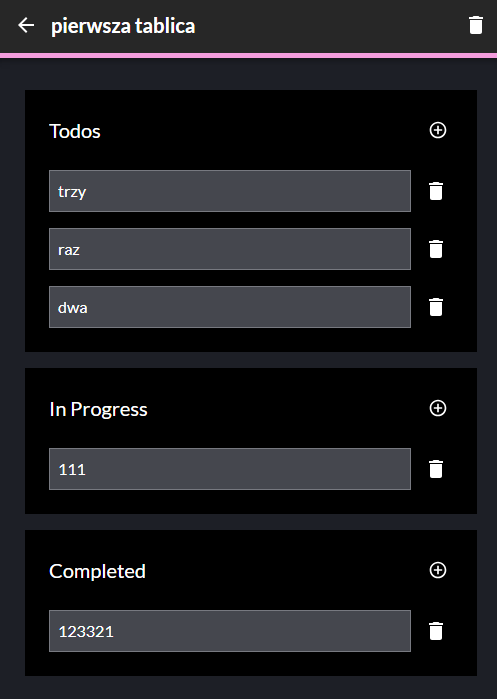 pierwsza tablica
Todos
trzy
raz
dwa
In Progress
111
Completed
123321